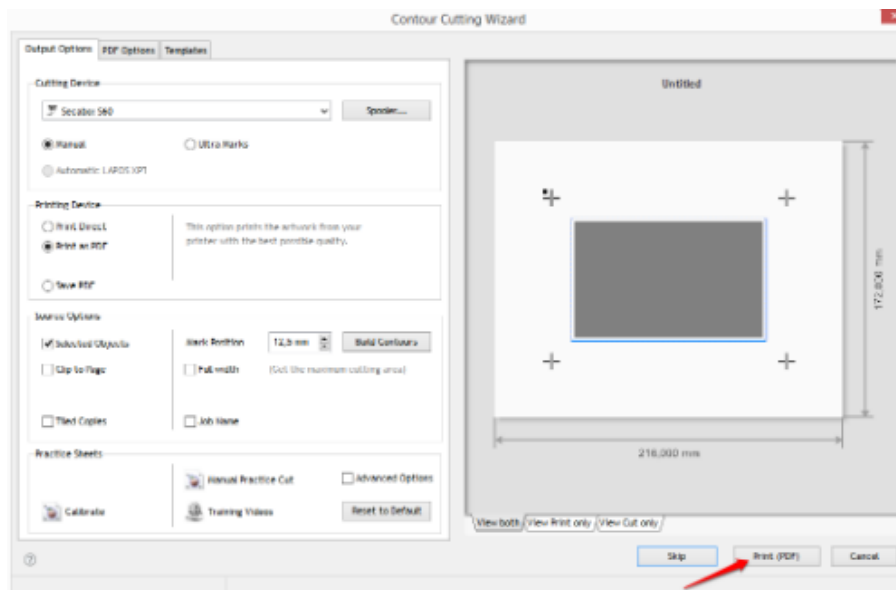 Contour Cutting Wizard
Output Options PDF Options Templates
Cutting Device
Secabo S60 Spooler....
Manual Ultra Marks
Automatic LAPOS XPT
Printing Device
Print Direct
Print as PDF
This option prints the artwork from your
printer with the best possible quality.
Save PDF
Source Options
Selected Objects Mark Position 12,5 mm Build Contours
Clip to Page Full width (Get the maximum cutting area)
Tiled Copies Job Name
Practice Sheets
Manual Practice Cut Advanced Options
Calibrate Training Videos Reset to Default
Untitled
172,000 mm
216,000 mm
View both View Print only View Cut only
Skip Print (PDF) Cancel